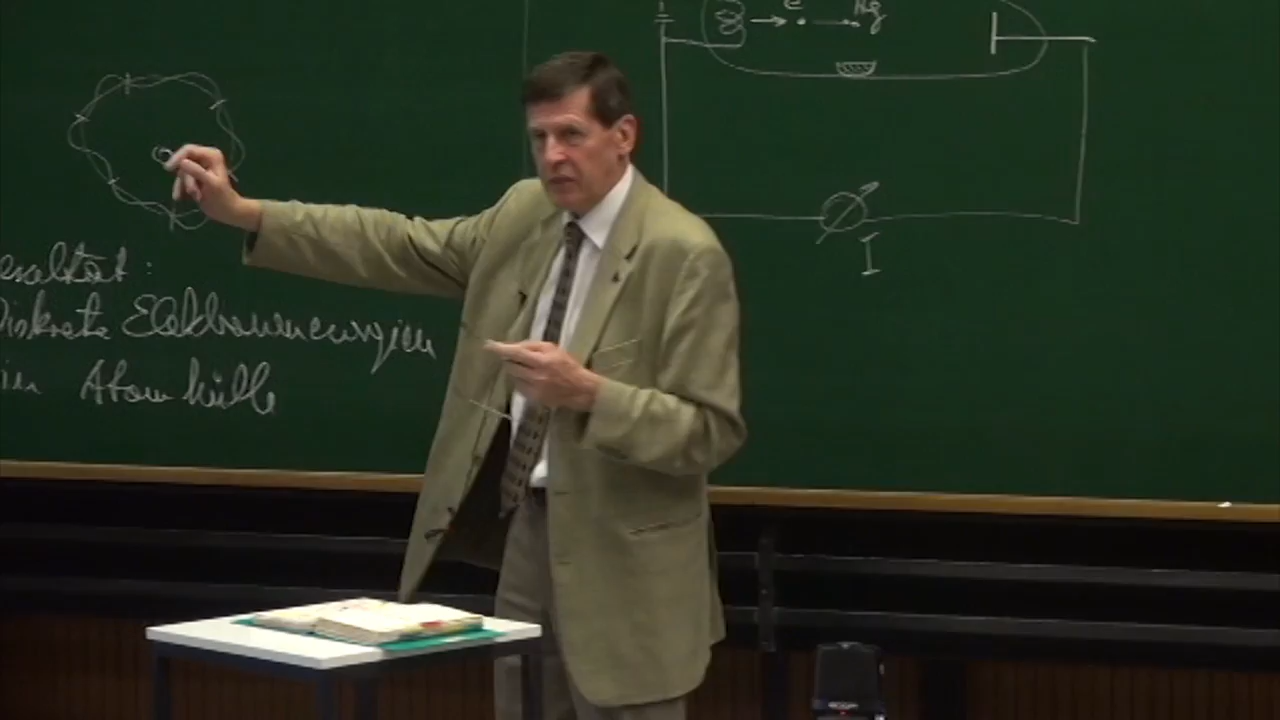 e Hg
I
esultat:
Diskrete Elektronenenergien
in Atomhülle